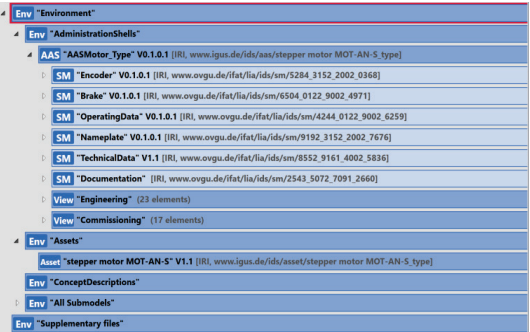 Env "Environment"
Env "AdministrationShells"
AAS "AASMotor_Type" V0.1.0.1 [IRI, www.igus.de/ids/aas/stepper motor MOT-AN-S_type]
SM "Encoder" V0.1.0.1 [IRI, www.ovgu.de/ifat/lia/ids/sm/5284_3152_2002_0368]
SM "Brake" V0.1.0.1 [IRI, www.ovgu.de/ifat/lia/ids/sm/6504_0122_9002_4971]
SM "OperatingData" V0.1.0.1 [IRI, www.ovgu.de/ifat/lia/ids/sm/4244_0122_9002_6259]
SM "Nameplate" V0.1.0.1 [IRI, www.ovgu.de/ifat/lia/ids/sm/9192_3152_2002_7676]
SM "TechnicalData" V1.1 [IRI, www.ovgu.de/ifat/lia/ids/sm/8552_9161_4002_5836]
SM "Documentation" [IRI, www.ovgu.de/ifat/lia/ids/sm/2543_5072_7091_2660]
View "Engineering" (23 elements)
View "Commissioning" (17 elements)
Env "Assets"
Asset "stepper motor MOT-AN-S" V1.1 [IRI, www.igus.de/ids/asset/stepper motor MOT-AN-S_type]
Env "ConceptDescriptions"
Env "All Submodels"
Env "Supplementary files"